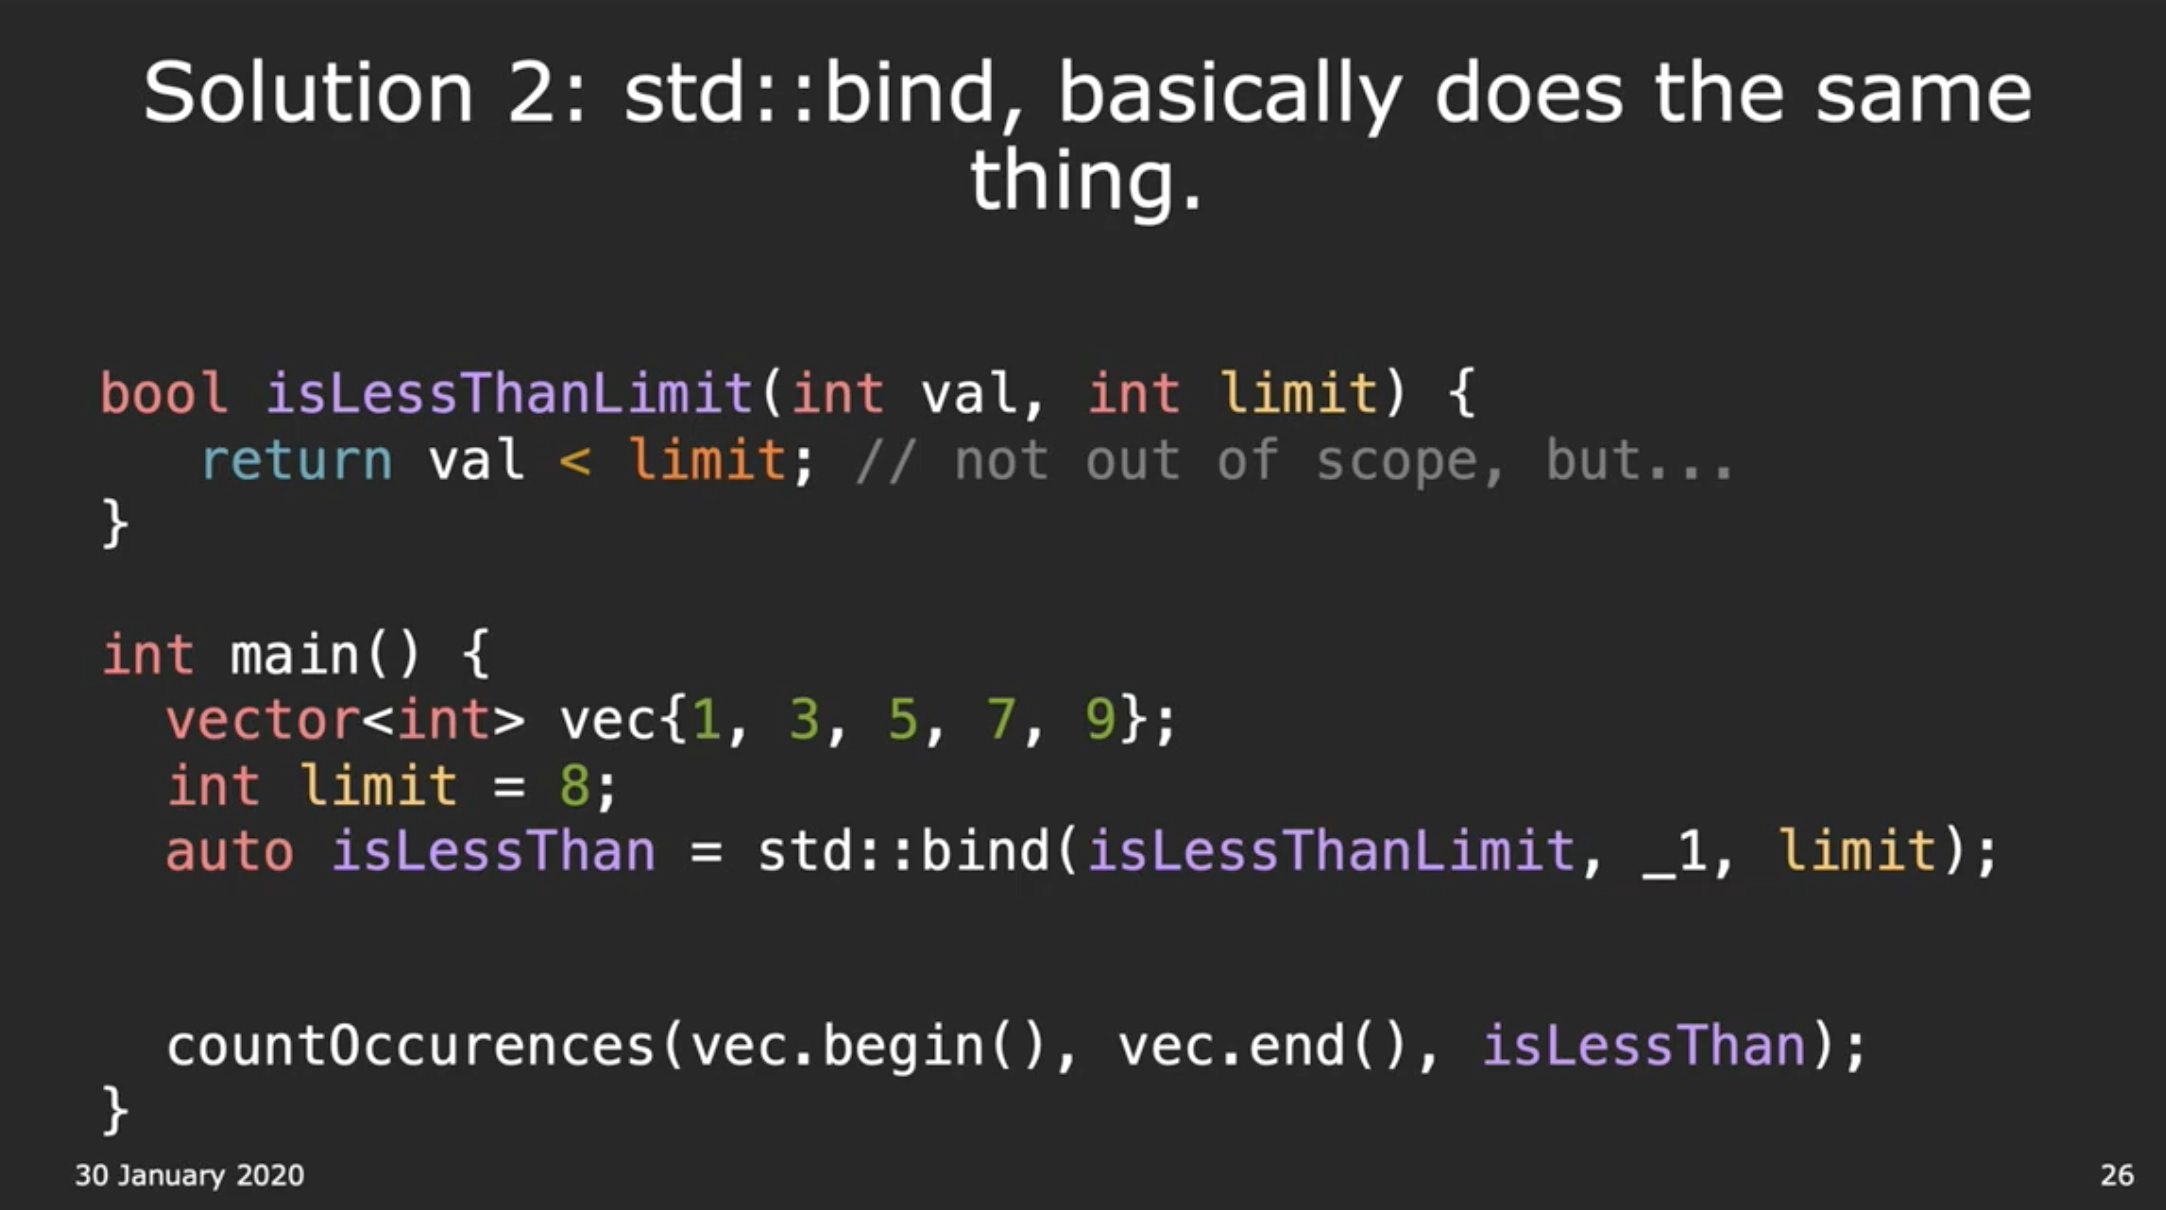 Solution 2: std::bind, basically does the same
thing.
bool isLessThanLimit(int val, int limit) {
return val < limit; // not out of scope, but...
}
int main() {
vector<int> vec{1, 3, 5, 7, 9};
int limit = 8;
auto isLessThan = std::bind(isLessThanLimit, _1, limit);
countOccurences(vec.begin(), vec.end(), isLessThan);
}
30 January 2020
26